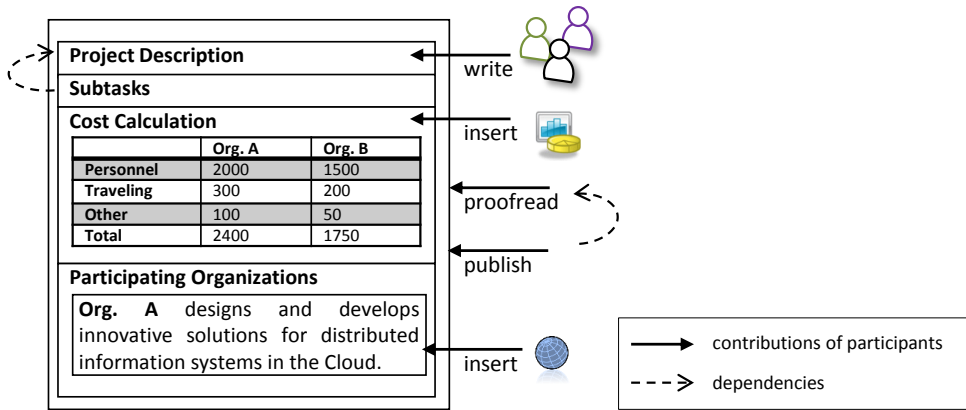 Project Description
write
Subtasks
Cost Calculation
insert
Org. A Org. B
Personnel 2000 1500
Traveling 300 200
proofread
Other 100 50
Total 2400 1750
publish
Participating Organizations
Org. A designs and develops
innovative solutions for distributed
information systems in the Cloud.
insert
contributions of participants
dependencies